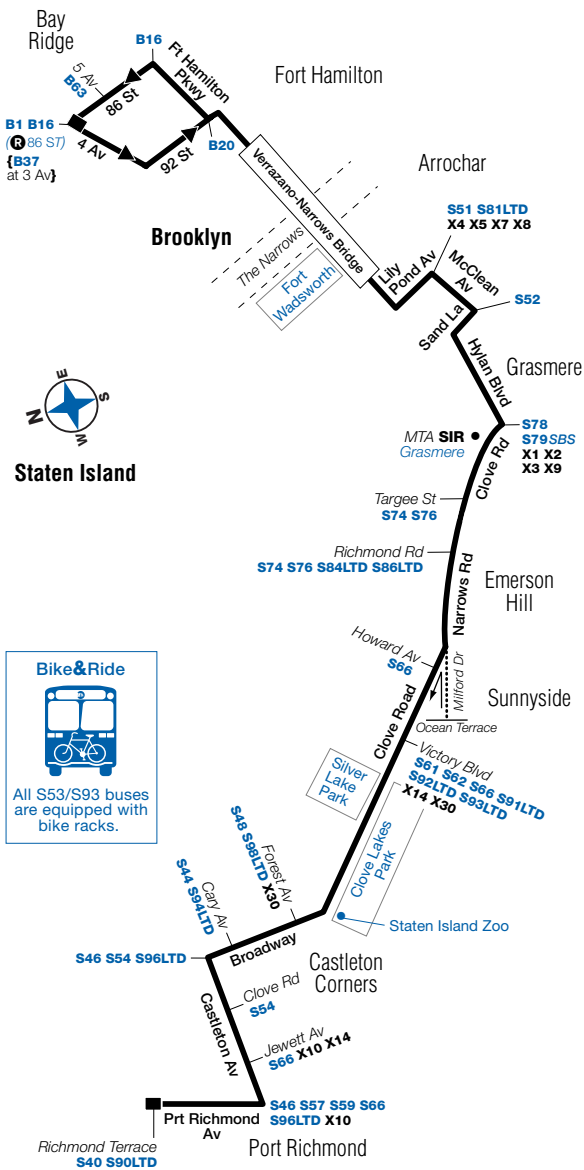 Bay
Ridge
B16
Ft Hamilton
Pkwy
Fort Hamilton
5 Av
B63
86 St
B1 B16
(R 86 ST)
{B37
at 3 Av}
4 Av
92 St
B20
Verrazano-Narrows Bridge
Arrochar
Brooklyn
The Narrows
Fort
Wadsworth
S51 S81LTD
X4 X5 X7 X8
Lily
Pond Av
McClean
Av
S52
Sand La
Hylan Blvd
Grasmere
E
S
N
W
Staten Island
MTA SIR
Grasmere
S78
S79SBS
X1 X2
X3 X9
Clove Rd
Targee St
S74 S76
Richmond Rd
S74 S76 S84LTD S86LTD
Narrows Rd
Emerson
Hill
Howard Av
S66
Milford Dr
Sunnyside
Ocean Terrace
Clove Road
Bike&Ride
All S53/S93 buses
are equipped with
bike racks.
Victory Blvd
S61 S62 S66 S91LTD
S92LTD S93LTD
X14 X30
Silver
Lake
Park
Clove Lakes
Park
Forest Av
S48 S98LTD X30
Cary Av
S44 S94LTD
Staten Island Zoo
Broadway
S46 S54 S96LTD
Castleton
Corners
Clove Rd
S54
Castleton Av
Jewett Av
S66 X10 X14
S46 S57 S59 S66
S96LTD X10
Prt Richmond
Av
Port Richmond
Richmond Terrace
S40 S90LTD